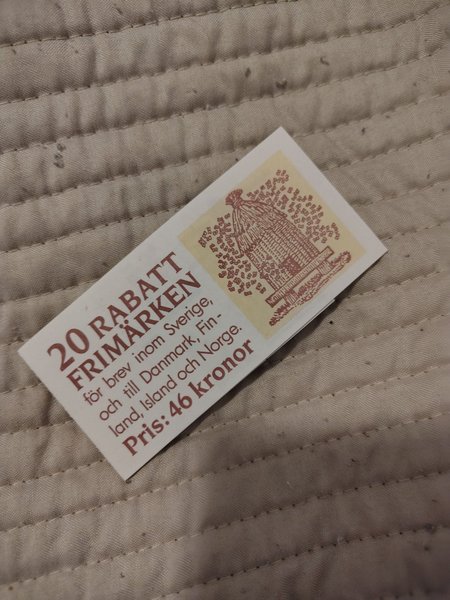 20 RABATT
FRIMÄRKEN
för brev inom Sverige,
och till Danmark, Fin-
land, Island och Norge.
Pris: 46 kronor